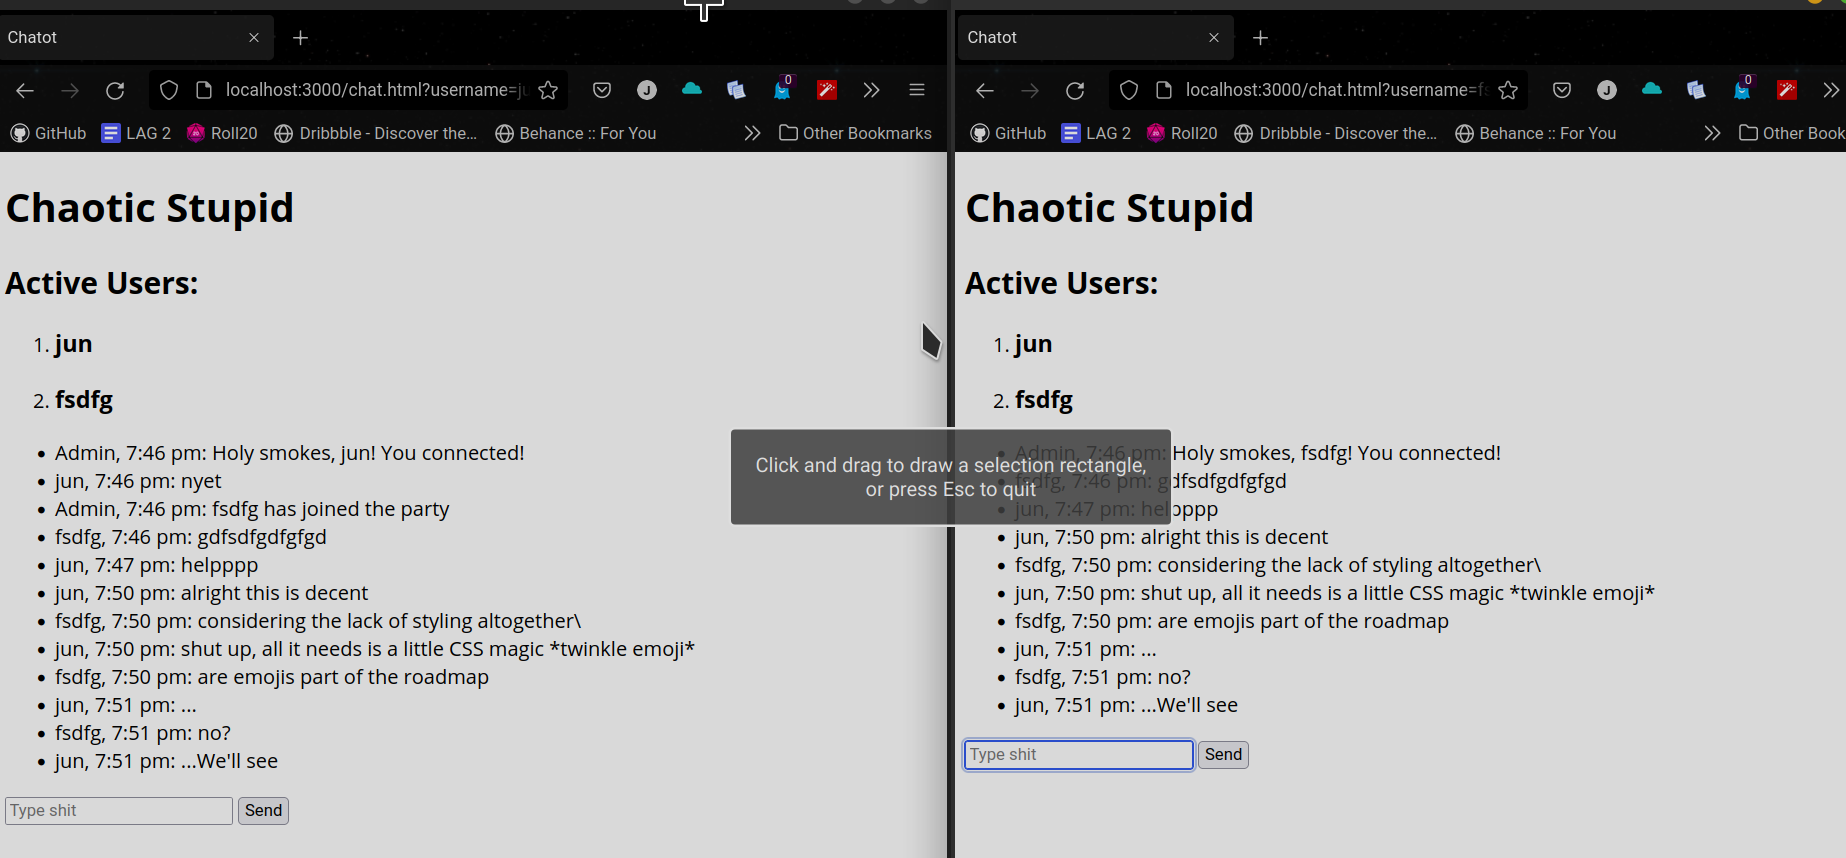 Chatot
localhost:3000/chat.html?username=ju
0
GitHub LAG 2 Roll20 Dribbble - Discover the... Behance :: For You Other Bookmarks
Chaotic Stupid
Active Users:
1. jun
2. fsdfg
• Admin, 7:46 pm: Holy smokes, jun! You connected!
• jun, 7:46 pm: nyet
• Admin, 7:46 pm: fsdfg has joined the party
• fsdfg, 7:46 pm: gdfsdfgdfgfgd
• jun, 7:47 pm: helpppp
• jun, 7:50 pm: alright this is decent
• fsdfg, 7:50 pm: considering the lack of styling altogether\
• jun, 7:50 pm: shut up, all it needs is a little CSS magic *twinkle emoji*
• fsdfg, 7:50 pm: are emojis part of the roadmap
• jun, 7:51 pm: ...
• fsdfg, 7:51 pm: no?
• jun, 7:51 pm: ...We'll see
Type shit Send
Click and drag to draw a selection rectangle,
or press Esc to quit
Chatot
localhost:3000/chat.html?username=fs
J
0
GitHub LAG 2 Roll20 Dribbble - Discover the... Behance :: For You Other Book
Chaotic Stupid
Active Users:
1. jun
2. fsdfg
• Admin, 7:46 pm: Holy smokes, fsdfg! You connected!
• fsdfg, 7:46 pm: gdfsdfgdfgfgd
• jun, 7:47 pm: helpppp
• jun, 7:50 pm: alright this is decent
• fsdfg, 7:50 pm: considering the lack of styling altogether\
• jun, 7:50 pm: shut up, all it needs is a little CSS magic *twinkle emoji*
• fsdfg, 7:50 pm: are emojis part of the roadmap
• jun, 7:51 pm: ...
• fsdfg, 7:51 pm: no?
• jun, 7:51 pm: ...We'll see
Type shit Send